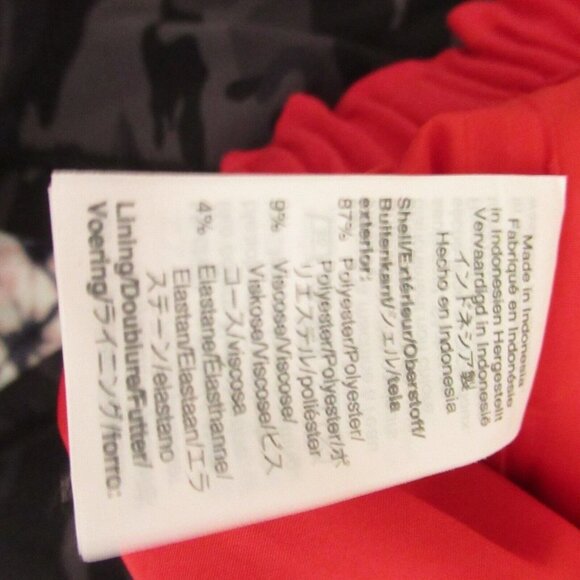 Made in Indonesia
Fabriqué en Indonésie
in Indonesien Hergestellt
Vervaardigd in Indonesië
インドネシア製
Hecho en Indonesia
Shell/Extérieur/Oberstoff/
Buitenkant/シェル/tela
exterior:
87% Polyester/Polyester/
Polyester/Polyester/ポ
リエステル/poliéster
9% Viscose/Viscose/
Viskose/Viscose/ビス
コース/viscosa
4% Elastane/Elasthanne/
Elastan/Elastaan/エラ
ステーン/elastano
Lining/Doublure/Futter/
Voering/ライニング/forro: